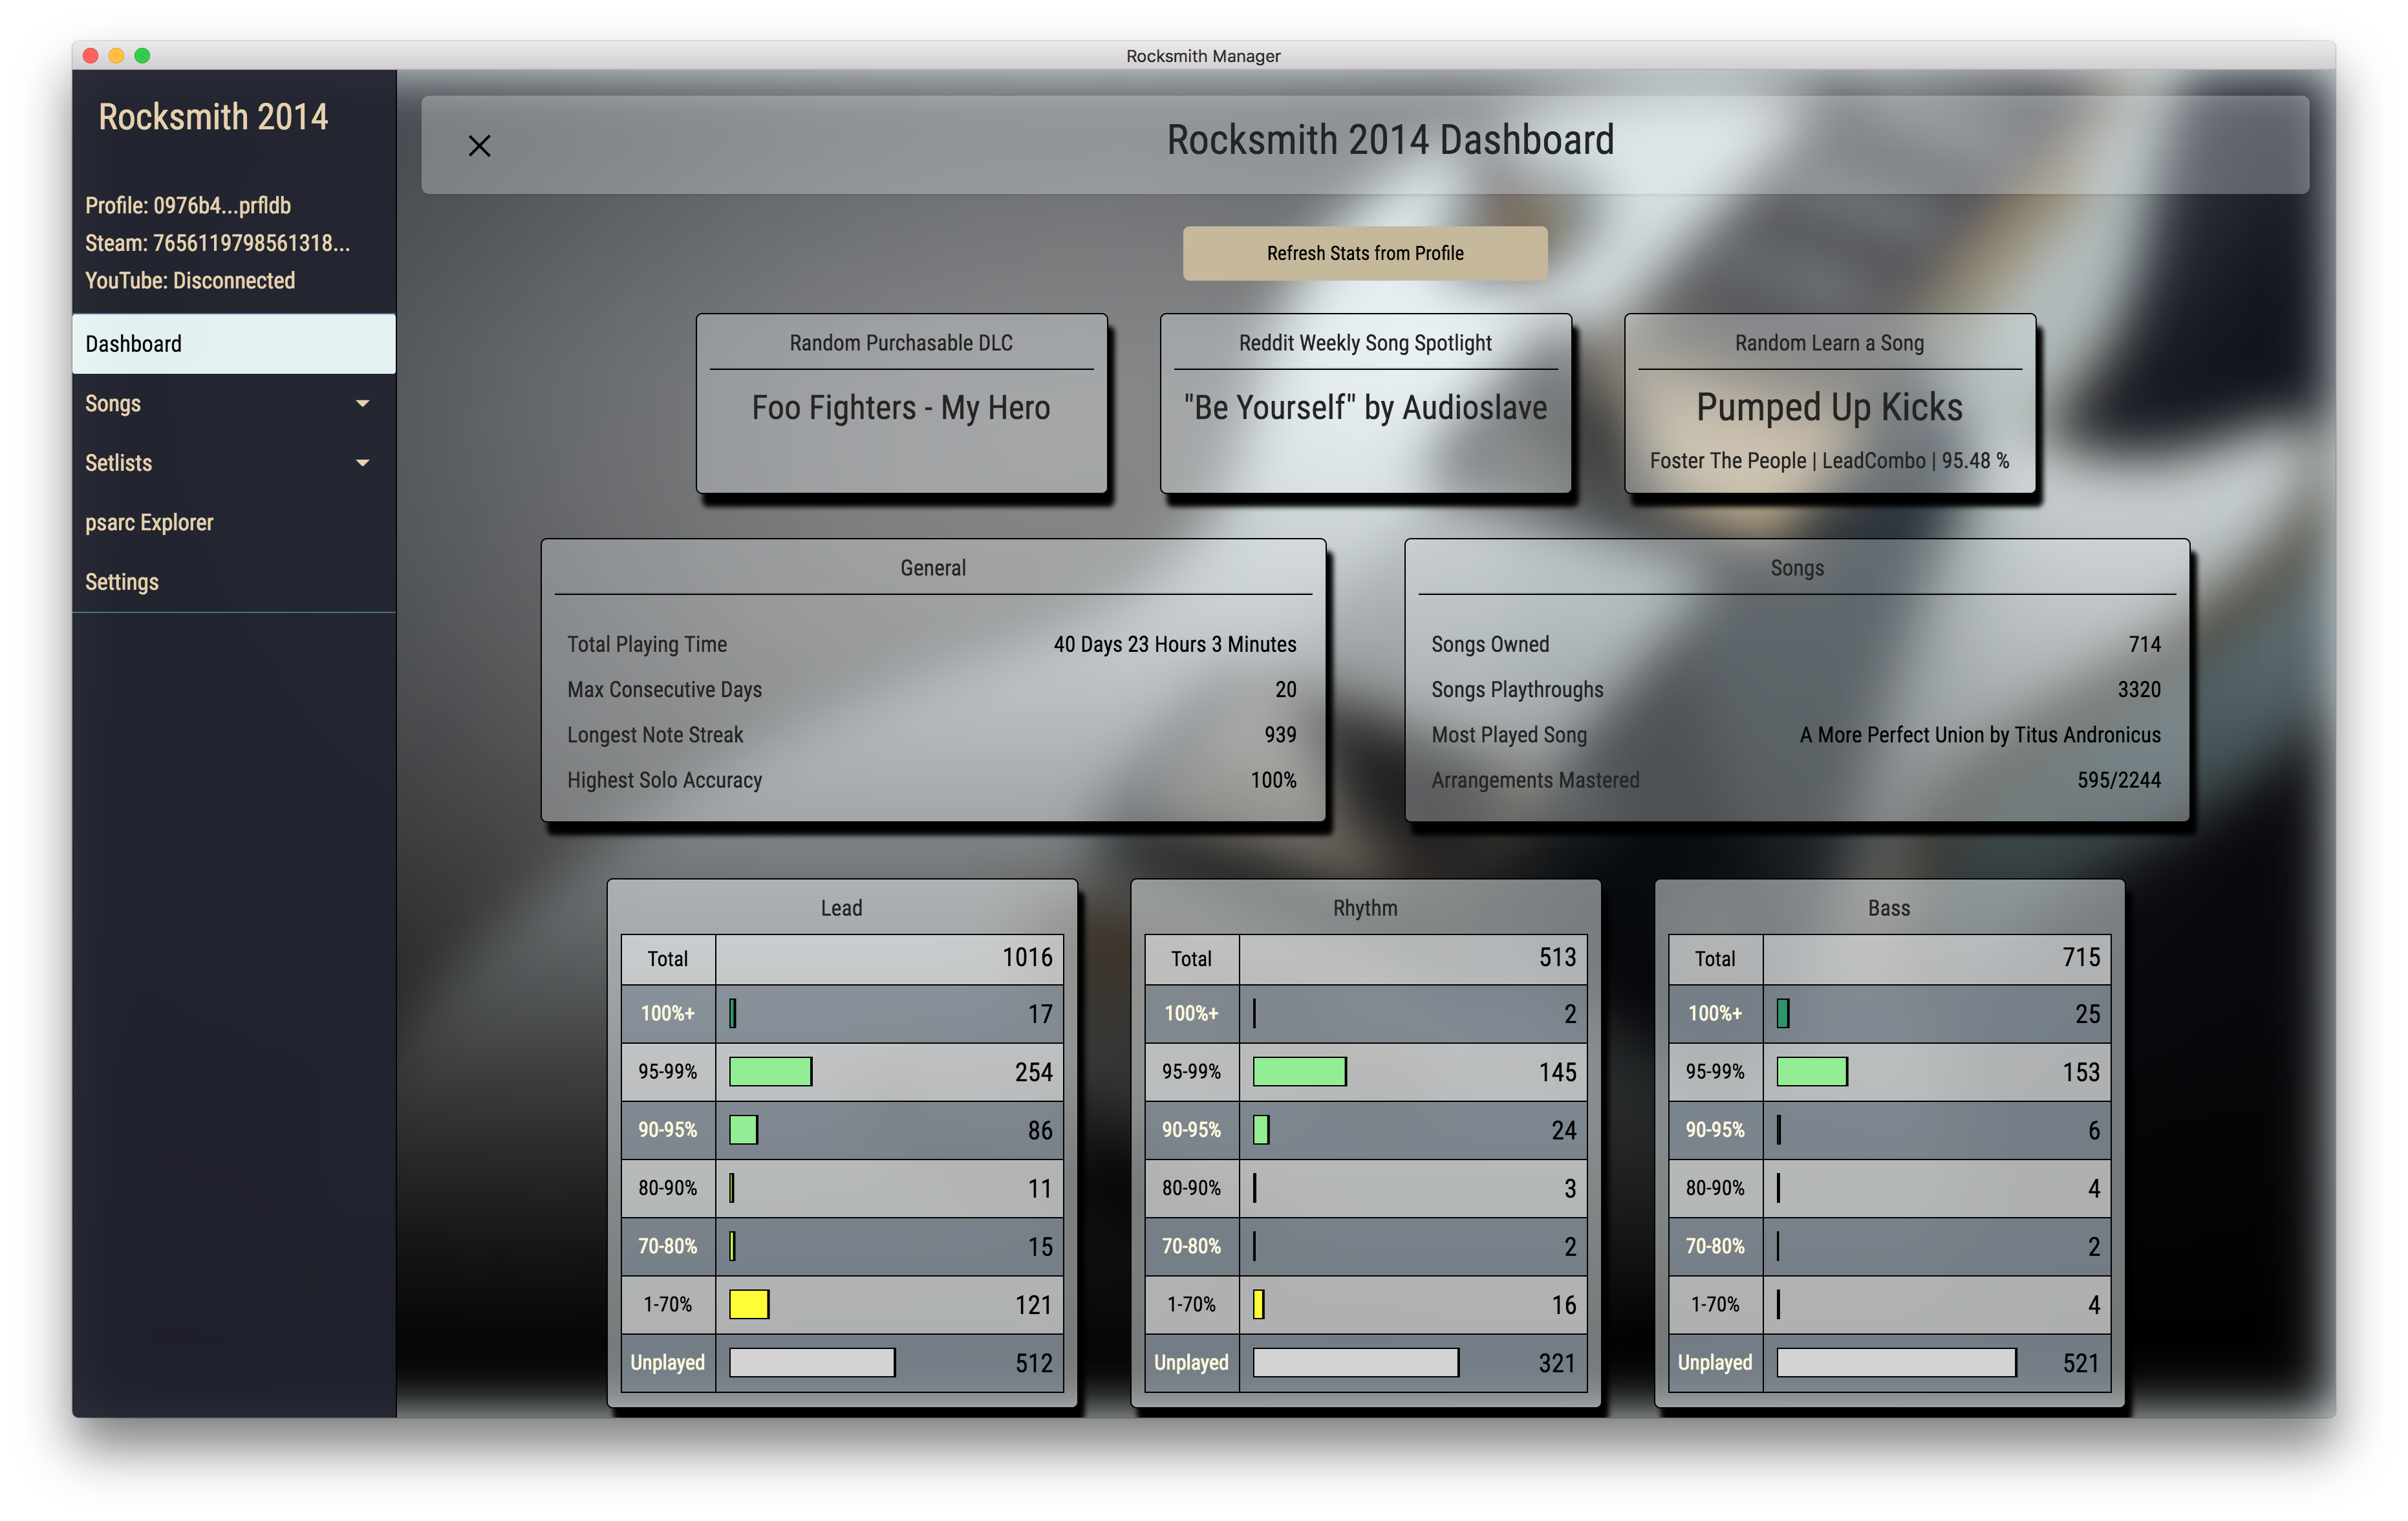 Rocksmith Manager
Rocksmith 2014
Profile: 0976b4...prfldb
Steam: 7656119798561318...
YouTube: Disconnected
Dashboard
Songs
Setlists
psarc Explorer
Settings
Rocksmith 2014 Dashboard
Refresh Stats from Profile
Random Purchasable DLC
Foo Fighters - My Hero
Reddit Weekly Song Spotlight
"Be Yourself" by Audioslave
Random Learn a Song
Pumped Up Kicks
Foster The People | LeadCombo | 95.48 %
General
Total Playing Time 40 Days 23 Hours 3 Minutes
Max Consecutive Days 20
Longest Note Streak 939
Highest Solo Accuracy 100%
Songs
Songs Owned 714
Songs Playthroughs 3320
Most Played Song A More Perfect Union by Titus Andronicus
Arrangements Mastered 595/2244
Lead
Total 1016
100%+ 17
95-99% 254
90-95% 86
80-90% 11
70-80% 15
1-70% 121
Unplayed 512
Rhythm
Total 513
100%+ 2
95-99% 145
90-95% 24
80-90% 3
70-80% 2
1-70% 16
Unplayed 321
Bass
Total 715
100%+ 25
95-99% 153
90-95% 6
80-90% 4
70-80% 2
1-70% 4
Unplayed 521